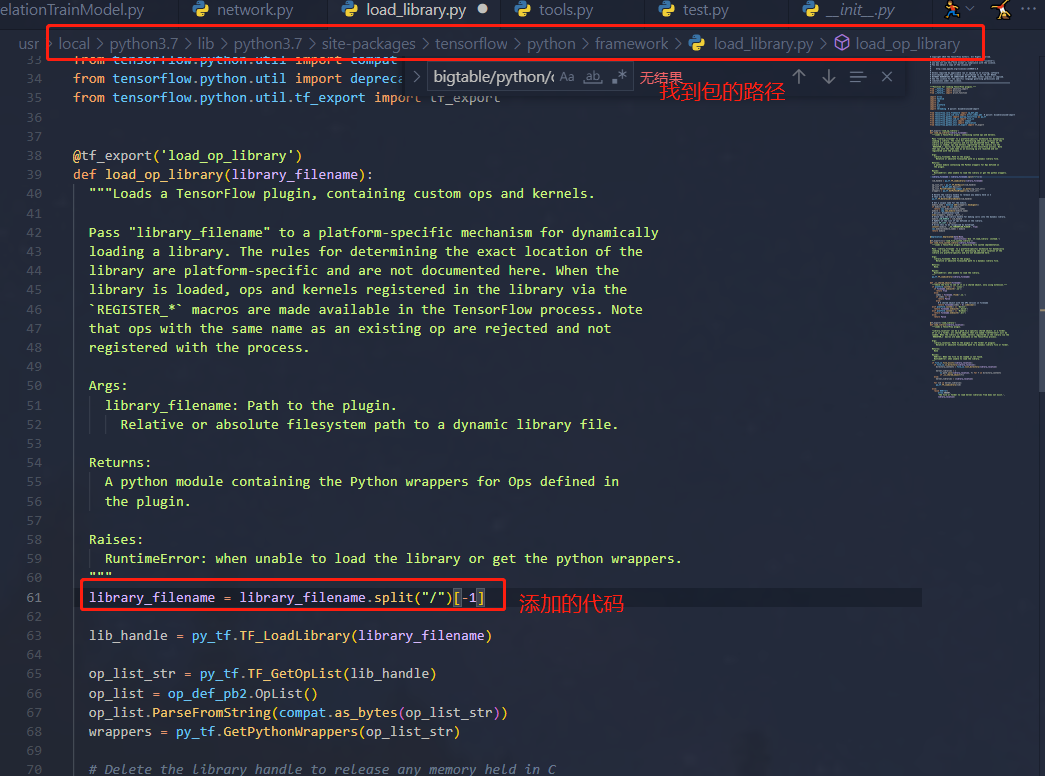 elationTrainModel.py network.py load_library.py tools.py test.py __init__.py
usr > local > python3.7 > lib > python3.7 > site-packages > tensorflow > python > framework > load_library.py > load_op_library
33 from tensorflow.python.util import compat
bigtable/python/c Aa ab .* 无结果
找到包的路径
34 from tensorflow.python.util import depreca
35 from tensorflow.python.util.tf_export import tf_export
36
37
38 @tf_export('load_op_library')
39 def load_op_library(library_filename):
40 """Loads a TensorFlow plugin, containing custom ops and kernels.
41
42 Pass "library_filename" to a platform-specific mechanism for dynamically
43 loading a library. The rules for determining the exact location of the
44 library are platform-specific and are not documented here. When the
45 library is loaded, ops and kernels registered in the library via the
46 `REGISTER_*` macros are made available in the TensorFlow process. Note
47 that ops with the same name as an existing op are rejected and not
48 registered with the process.
49
50 Args:
51 library_filename: Path to the plugin.
52 Relative or absolute filesystem path to a dynamic library file.
53
54 Returns:
55 A python module containing the Python wrappers for Ops defined in
56 the plugin.
57
58 Raises:
59 RuntimeError: when unable to load the library or get the python wrappers.
60 """
61 library_filename = library_filename.split("/")[-1]
添加的代码
62
63 lib_handle = py_tf.TF_LoadLibrary(library_filename)
64
65 op_list_str = py_tf.TF_GetOpList(lib_handle)
66 op_list = op_def_pb2.OpList()
67 op_list.ParseFromString(compat.as_bytes(op_list_str))
68 wrappers = py_tf.GetPythonWrappers(op_list_str)
69
70 # Delete the library handle to release any memory held in C